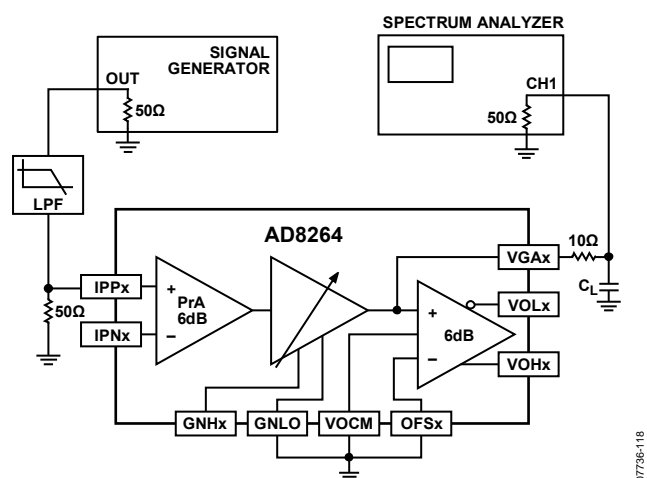 SPECTRUM ANALYZER
SIGNAL
GENERATOR
OUT
50Ω
CH1
50Ω
LPF
AD8264
IPPx
50Ω
IPNx
+
PrA
6dB
–
VGAx
10Ω
CL
+
6dB
–
VOLx
VOHx
GNHx
GNLO
VOCM
OFSx
07736-118